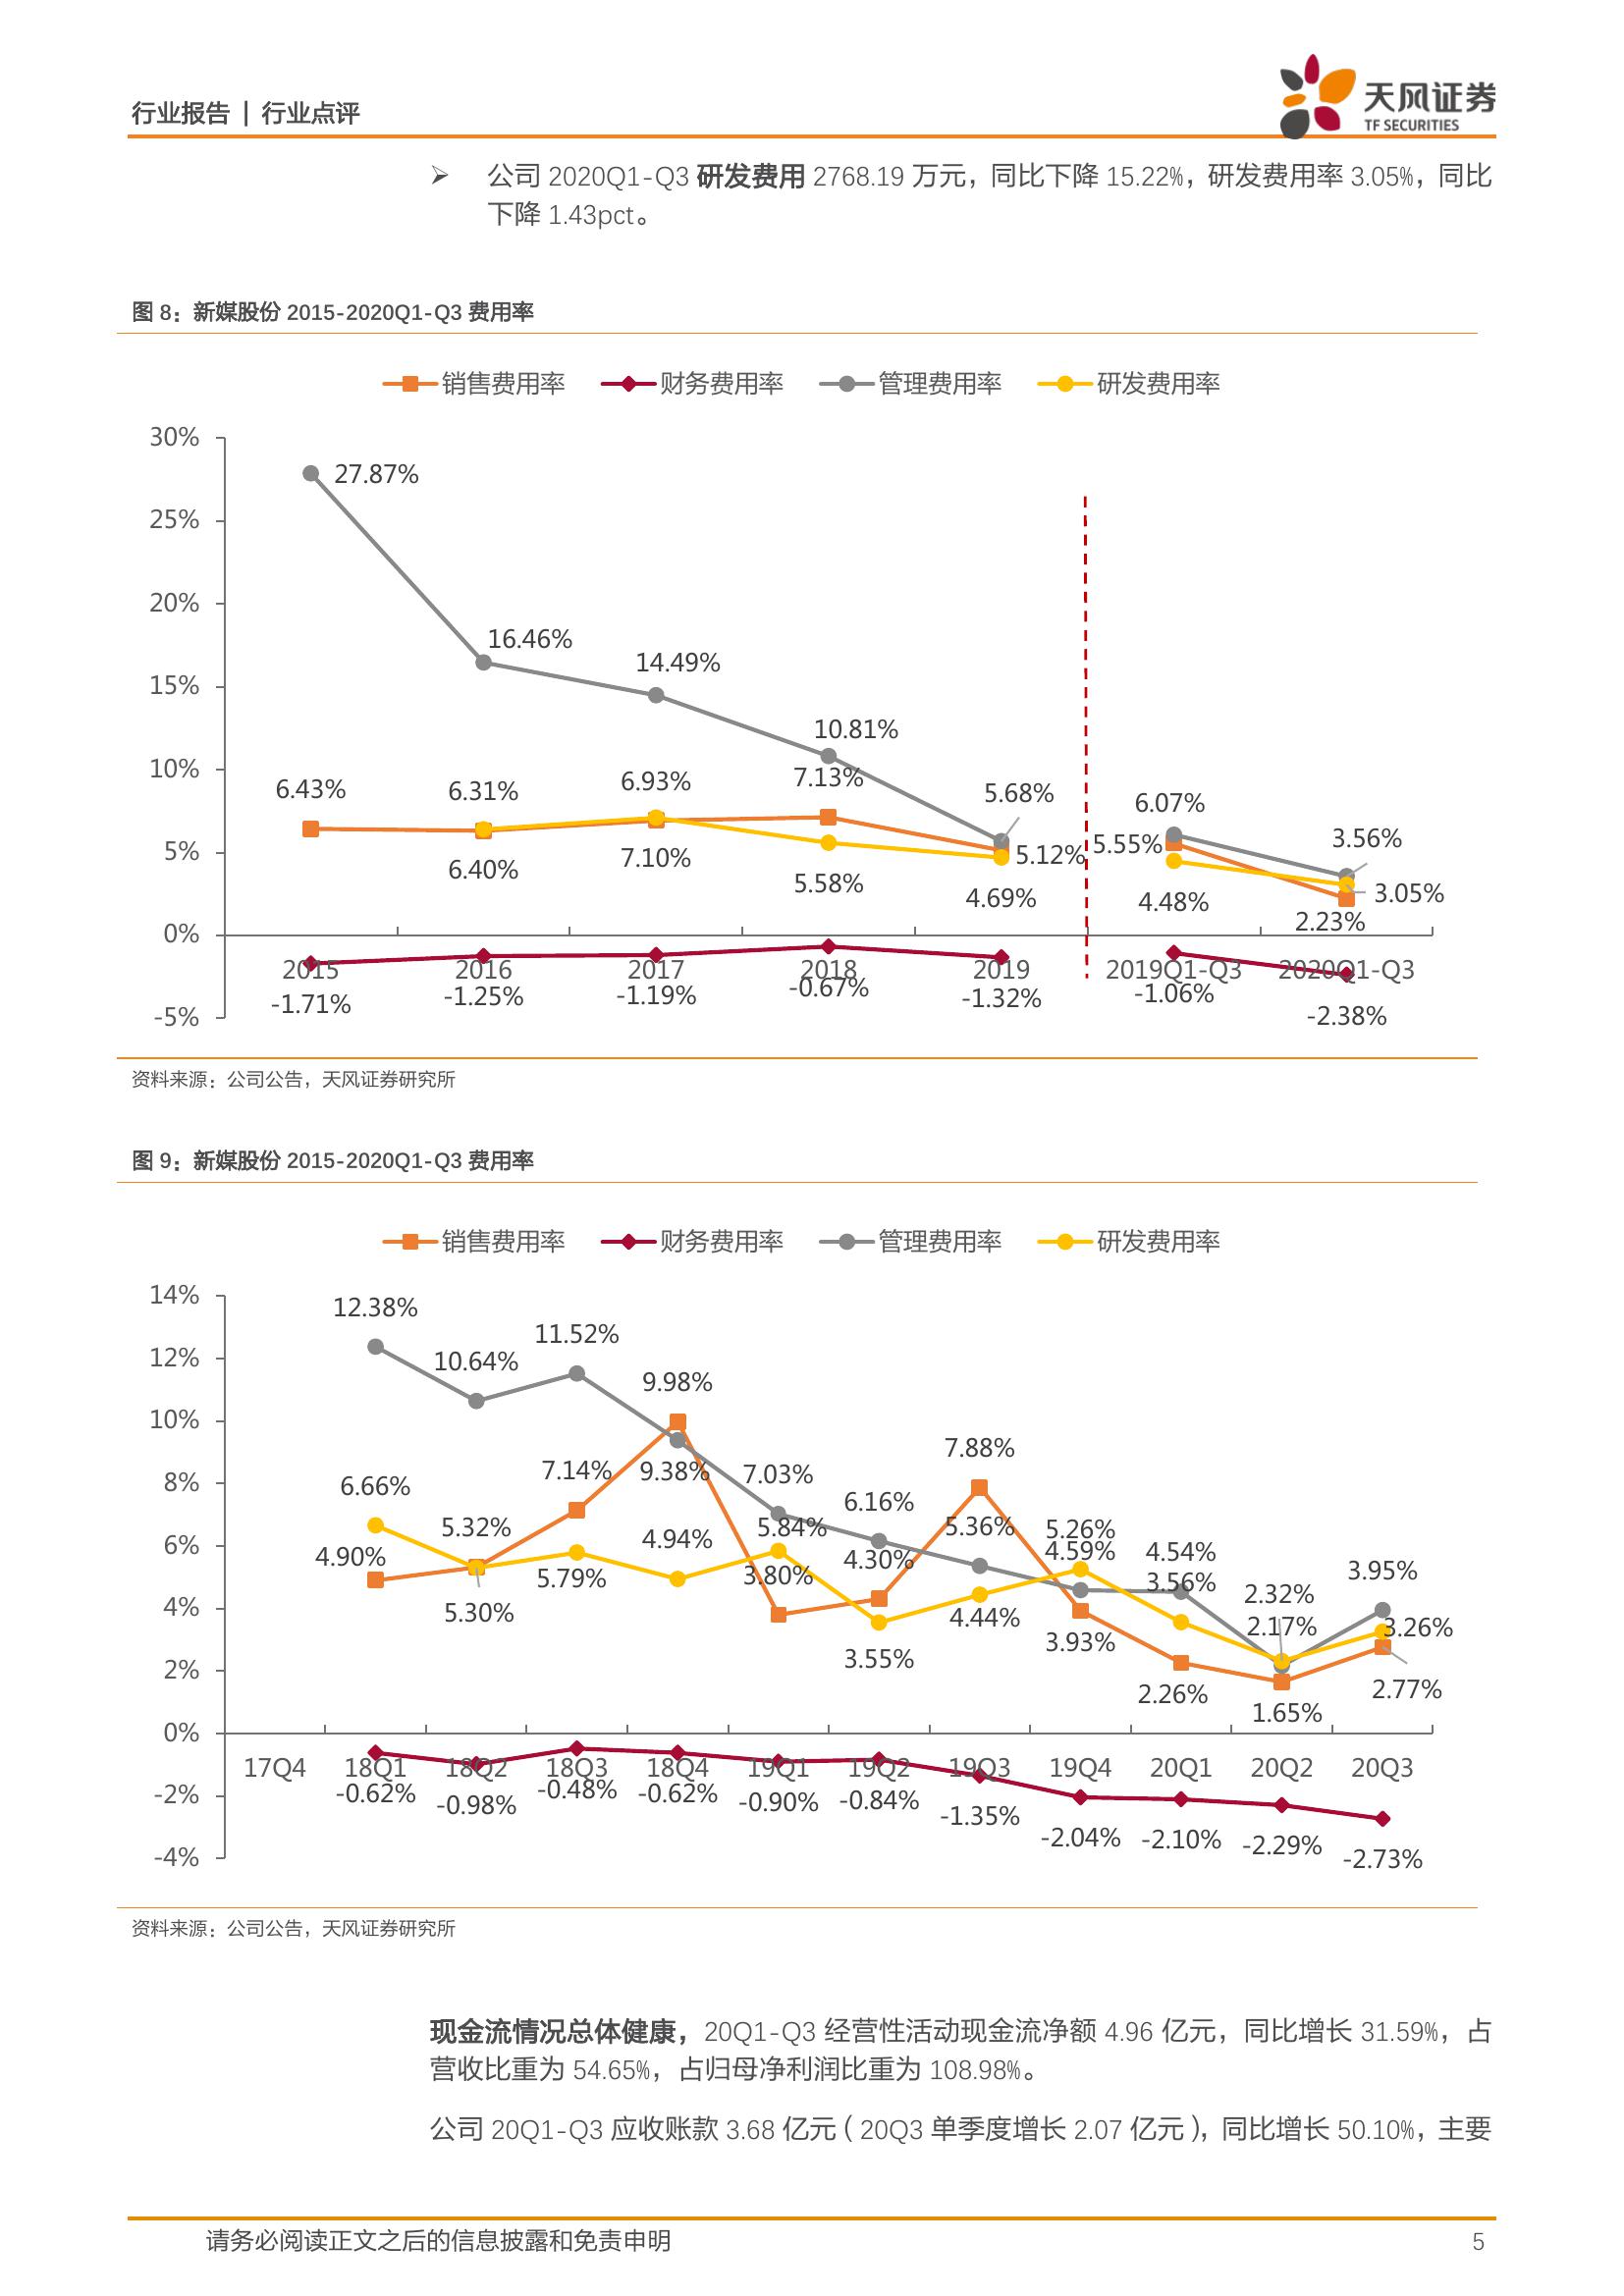 行业报告 | 行业点评
天风证券
TF SECURITIES
➢ 公司 2020Q1-Q3 研发费用 2768.19 万元，同比下降 15.22%，研发费用率 3.05%，同比
下降 1.43pct。
图 8：新媒股份 2015-2020Q1-Q3 费用率
销售费用率 财务费用率 管理费用率 研发费用率
30%
27.87%
25%
20%
16.46%
14.49%
15%
10.81%
10%
6.43% 6.31% 6.93% 7.13% 5.68% 6.07%
5% 5.12% 5.55% 3.56%
6.40% 7.10% 5.58% 4.69% 4.48% 3.05%
2.23%
0%
2015 2016 2017 2018 2019 2019Q1-Q3 2020Q1-Q3
-1.71% -1.25% -1.19% -0.67% -1.32% -1.06% -2.38%
-5%
资料来源：公司公告，天风证券研究所
图 9：新媒股份 2015-2020Q1-Q3 费用率
销售费用率 财务费用率 管理费用率 研发费用率
14%
12.38% 11.52%
12%
10.64% 9.98%
10%
7.14% 9.38% 7.03% 7.88%
8%
6.66% 5.32% 4.94% 5.84% 6.16% 5.36% 5.26%
6%
4.90% 4.30% 4.59% 4.54%
5.79% 3.80% 3.56% 3.95%
5.30% 4.44% 2.32%
4%
3.55% 3.93% 2.17% 3.26%
2%
2.26% 1.65% 2.77%
0%
17Q4 18Q1 18Q2 18Q3 18Q4 19Q1 19Q2 19Q3 19Q4 20Q1 20Q2 20Q3
-2%
-0.62% -0.98% -0.48% -0.62% -0.90% -0.84% -1.35% -2.04% -2.10% -2.29% -2.73%
-4%
资料来源：公司公告，天风证券研究所
现金流情况总体健康，20Q1-Q3 经营性活动现金流净额 4.96 亿元，同比增长 31.59%，占
营收比重为 54.65%，占归母净利润比重为 108.98%。
公司 20Q1-Q3 应收账款 3.68 亿元（20Q3 单季度增长 2.07 亿元），同比增长 50.10%，主要
请务必阅读正文之后的信息披露和免责申明 5